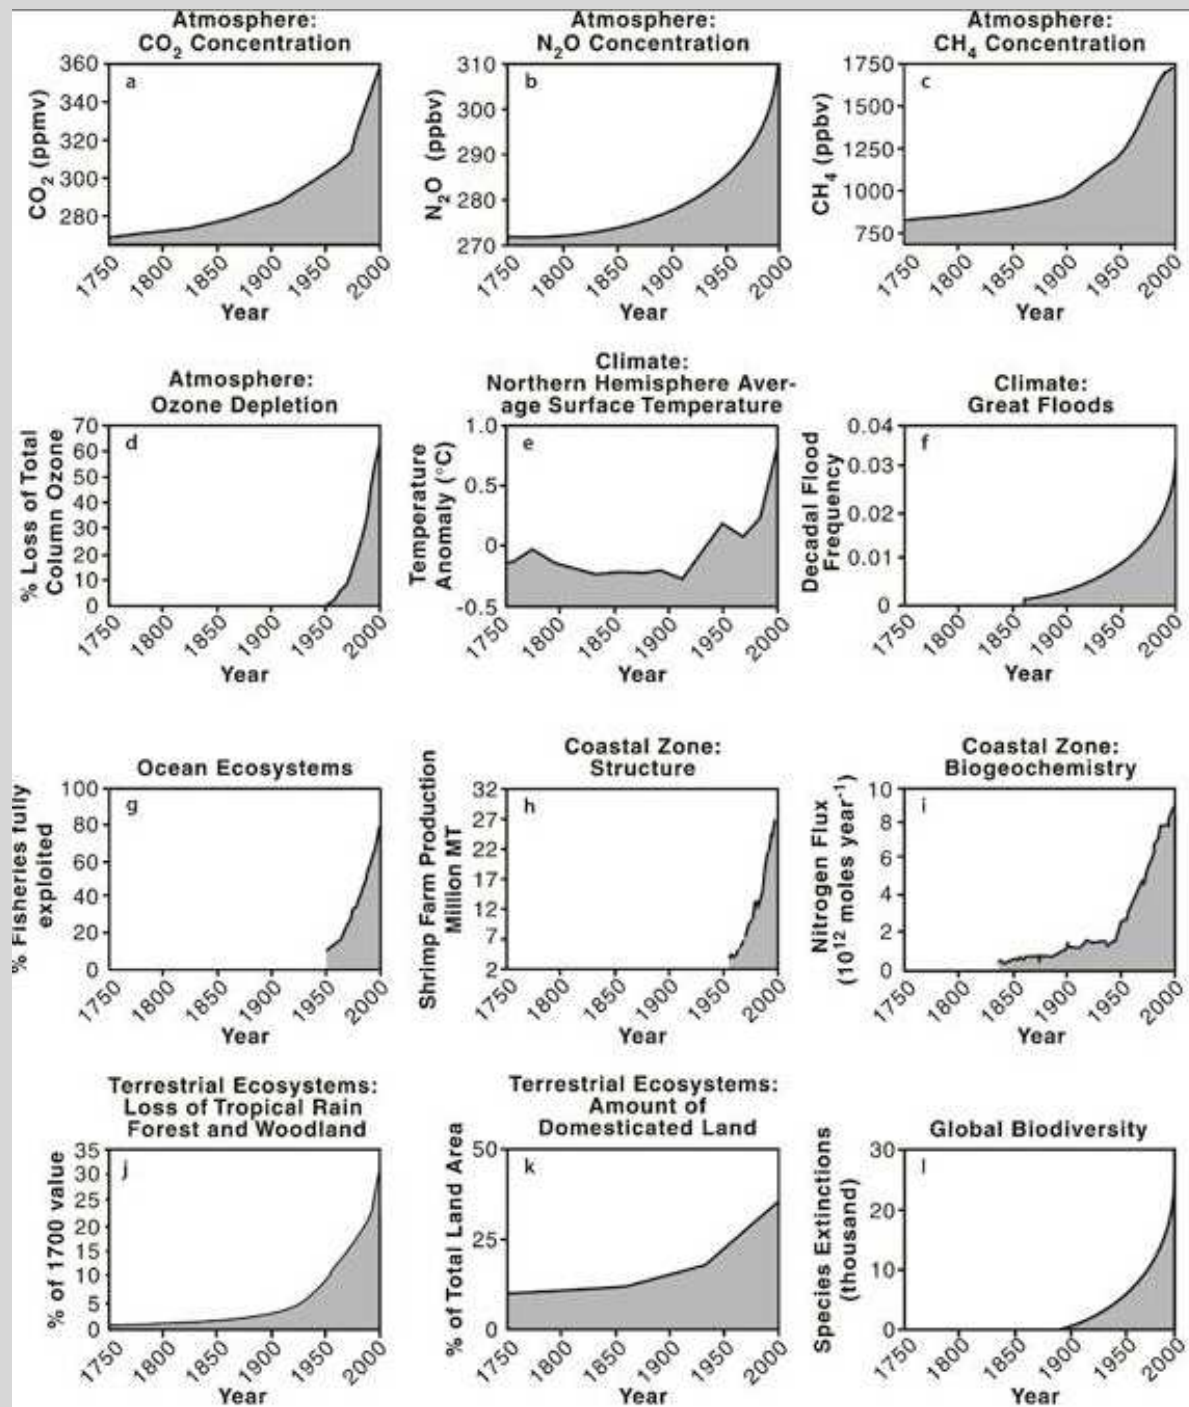 Atmosphere:
CO2 Concentration
a
CO2 (ppmv)
360
340
320
300
280
1750
1800
1850
1900
1950
2000
Year
Atmosphere:
N2O Concentration
b
N2O (ppbv)
310
300
290
280
270
1750
1800
1850
1900
1950
2000
Year
Atmosphere:
CH4 Concentration
c
CH4 (ppbv)
1750
1500
1250
1000
750
1750
1800
1850
1900
1950
2000
Year
Atmosphere:
Ozone Depletion
d
% Loss of Total
Column Ozone
70
60
50
40
30
20
10
0
1750
1800
1850
1900
1950
2000
Year
Climate:
Northern Hemisphere Aver-
age Surface Temperature
e
Temperature
Anomaly (°C)
1.0
0.5
0
-0.5
1750
1800
1850
1900
1950
2000
Year
Climate:
Great Floods
f
Decadal Flood
Frequency
0.04
0.03
0.02
0.01
0
1750
1800
1850
1900
1950
2000
Year
Ocean Ecosystems
g
% Fisheries fully
exploited
100
80
60
40
20
0
1750
1800
1850
1900
1950
2000
Year
Coastal Zone:
Structure
h
Shrimp Farm Production
Million MT
32
27
22
17
12
7
2
1750
1800
1850
1900
1950
2000
Year
Coastal Zone:
Biogeochemistry
i
Nitrogen Flux
(10^12 moles year^-1)
10
8
6
4
2
0
1750
1800
1850
1900
1950
2000
Year
Terrestrial Ecosystems:
Loss of Tropical Rain
Forest and Woodland
j
% of 1700 value
35
30
25
20
15
10
5
0
1750
1800
1850
1900
1950
2000
Year
Terrestrial Ecosystems:
Amount of
Domesticated Land
k
% of Total Land Area
50
25
0
1750
1800
1850
1900
1950
2000
Year
Global Biodiversity
l
Species Extinctions
(thousand)
30
20
10
0
1750
1800
1850
1900
1950
2000
Year